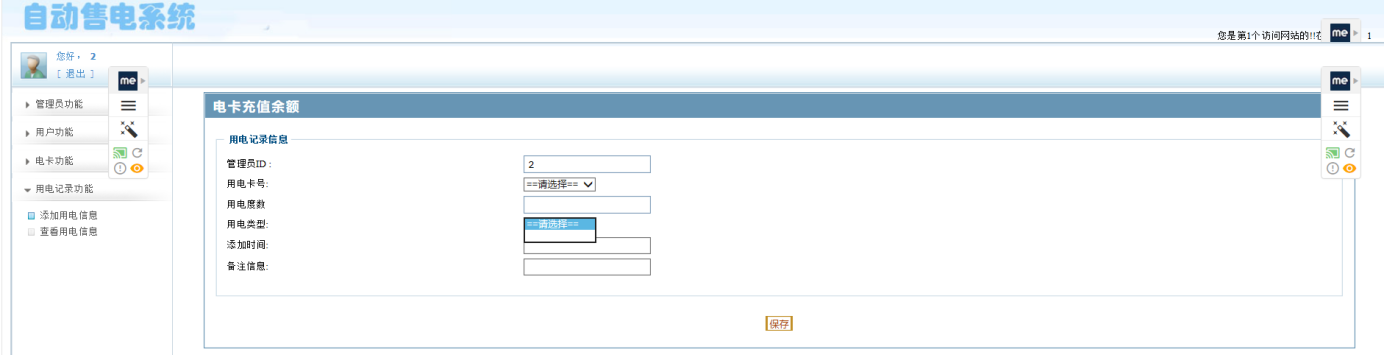 自动售电系统
您是第1个访问网站的!!在
me
1
您好， 2
[ 退出 ]
me
me
管理员功能
用户功能
电卡功能
用电记录功能
添加用电信息
查看用电信息
电卡充值余额
用电记录信息
管理员ID： 2
用电卡号: ==请选择==
用电度数
用电类型: ==请选择==
添加时间:
备注信息:
保存